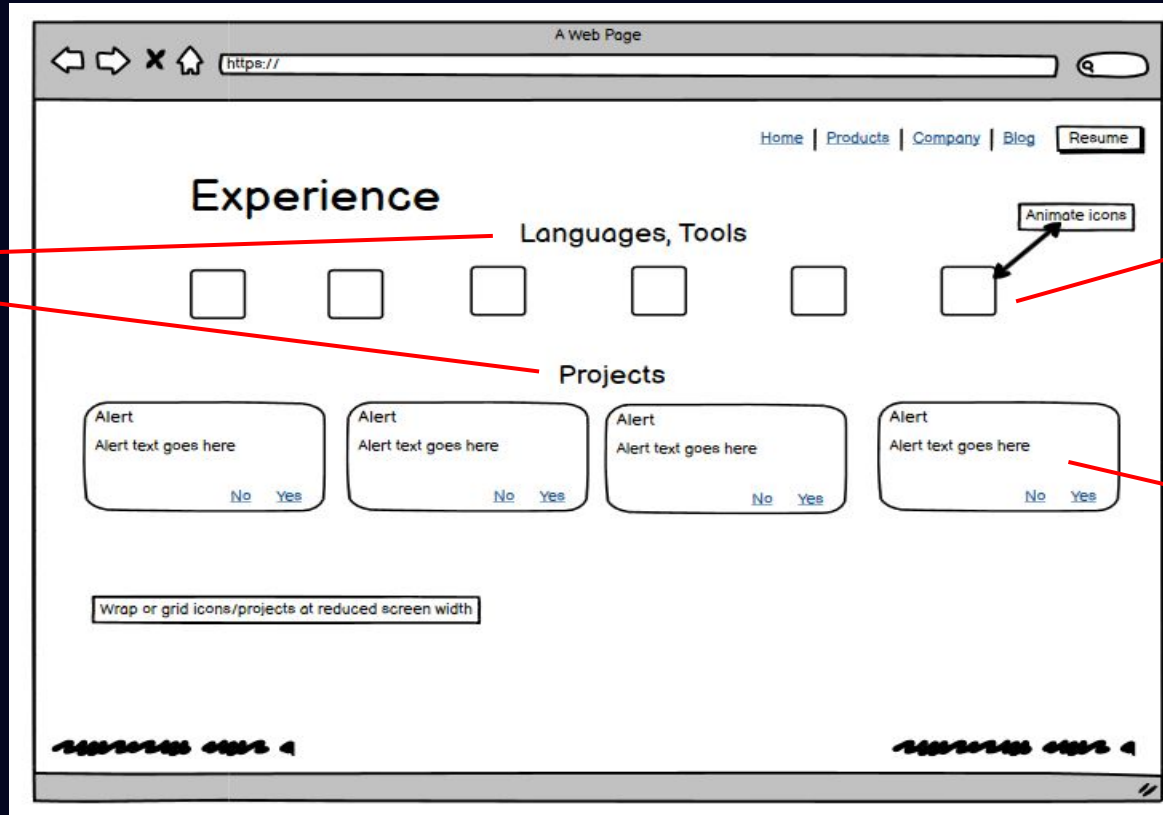 A Web Page
https://
Home | Products | Company | Blog Resume
Experience
Animate icons
Languages, Tools
Projects
Alert
Alert text goes here
No Yes
Alert
Alert text goes here
No Yes
Alert
Alert text goes here
No Yes
Alert
Alert text goes here
No Yes
Wrap or grid icons/projects at reduced screen width